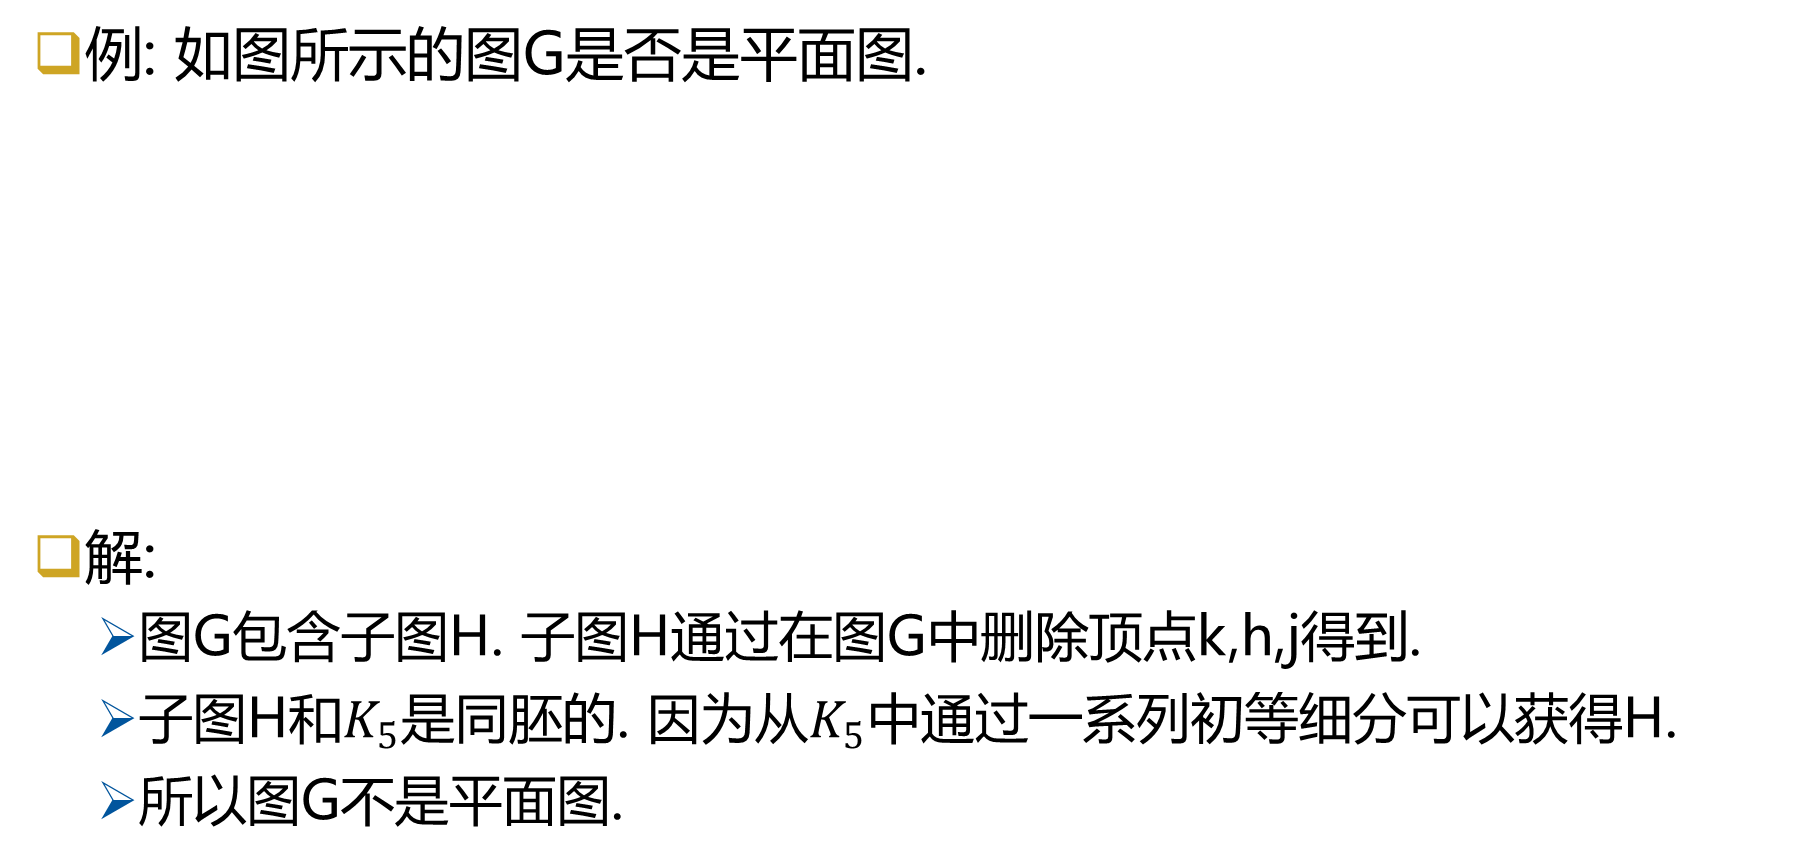 例: 如图所示的图G是否是平面图.
解:
图G包含子图H. 子图H通过在图G中删除顶点k,h,j得到.
子图H和K₅是同胚的. 因为从K₅中通过一系列初等细分可以获得H.
所以图G不是平面图.